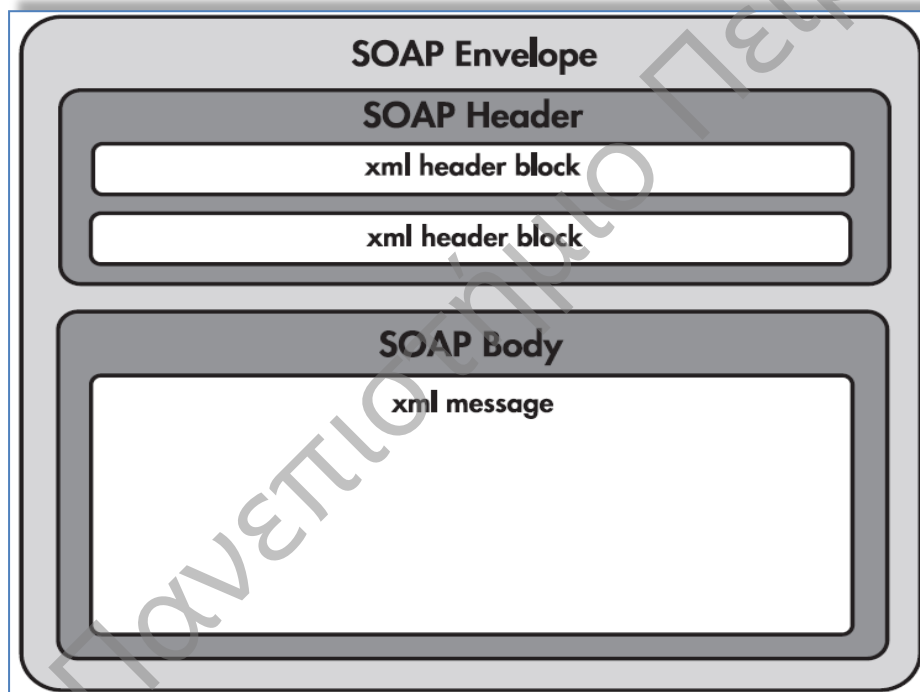 SOAP Envelope
SOAP Header
xml header block
xml header block
SOAP Body
xml message
Πανεπιστήμιο